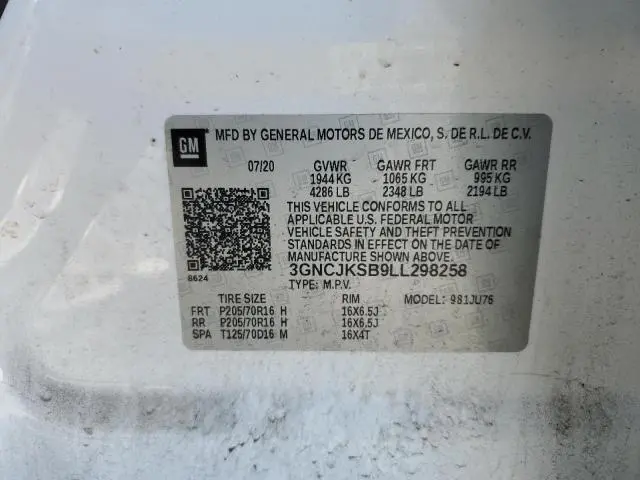 GM
MFD BY GENERAL MOTORS DE MEXICO, S. DE R.L. DE C.V.
07/20 GVWR GAWR FRT GAWR RR
1944 KG 1065 KG 995 KG
4286 LB 2348 LB 2194 LB
THIS VEHICLE CONFORMS TO ALL
APPLICABLE U.S. FEDERAL MOTOR
VEHICLE SAFETY AND THEFT PREVENTION
STANDARDS IN EFFECT ON THE DATE OF
MANUFACTURE SHOWN ABOVE.
3GNCJKSB9LL298258
8624
TYPE: M.P.V.
TIRE SIZE RIM MODEL: 981JU76
FRT P205/70R16 H 16X6.5J
RR P205/70R16 H 16X6.5J
SPA T125/70D16 M 16X4T